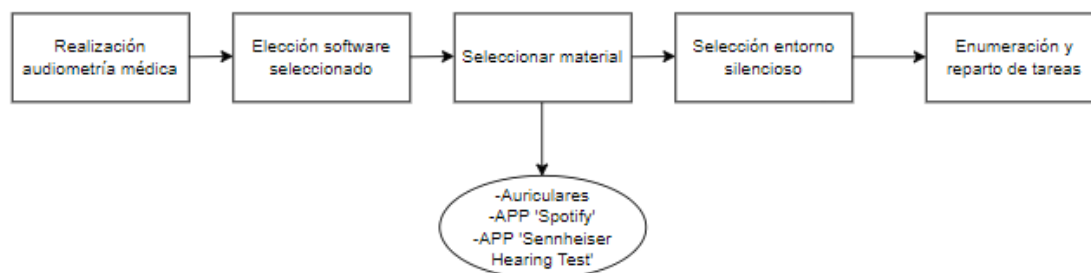 Realización
audiometría médica
Elección software
seleccionado
Seleccionar material
Selección entorno
silencioso
Enumeración y
reparto de tareas
-Auriculares
-APP 'Spotify'
-APP 'Sennheiser
Hearing Test'